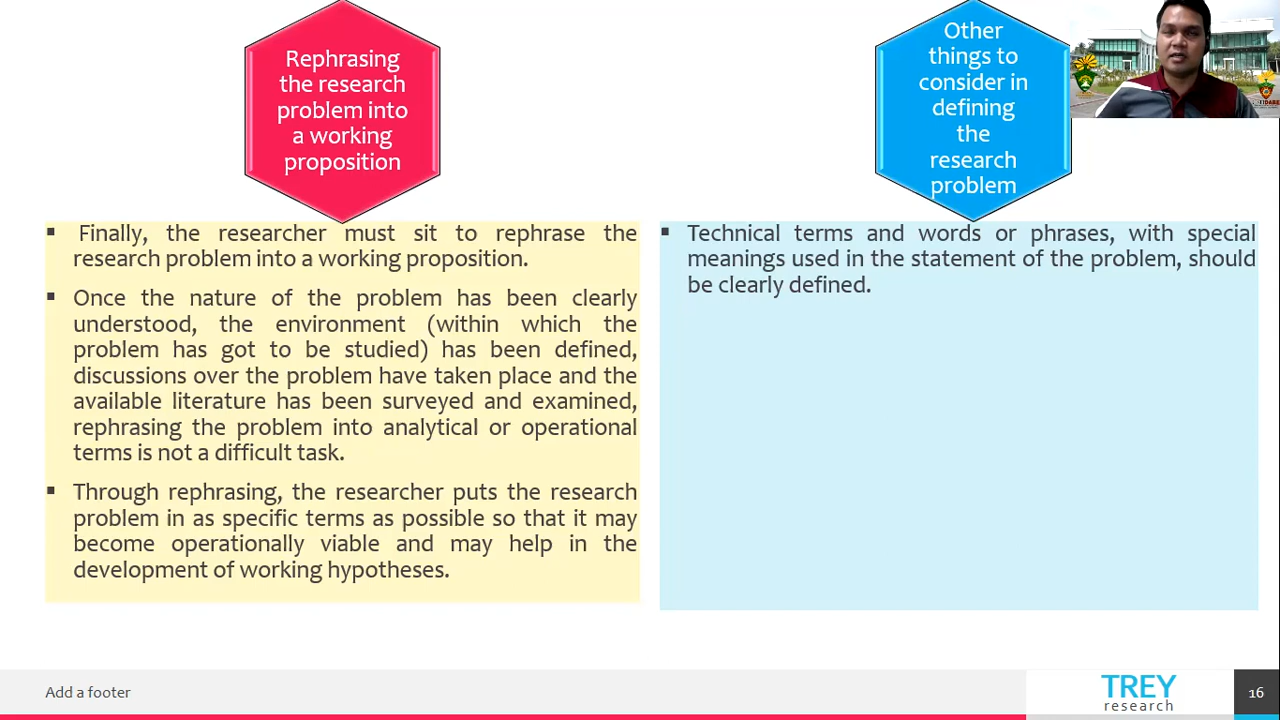 Rephrasing
the research
problem into
a working
proposition
Other
things to
consider in
defining
the
research
problem
▪ Finally, the researcher must sit to rephrase the
research problem into a working proposition.
▪ Once the nature of the problem has been clearly
understood, the environment (within which the
problem has got to be studied) has been defined,
discussions over the problem have taken place and the
available literature has been surveyed and examined,
rephrasing the problem into analytical or operational
terms is not a difficult task.
▪ Through rephrasing, the researcher puts the research
problem in as specific terms as possible so that it may
become operationally viable and may help in the
development of working hypotheses.
▪ Technical terms and words or phrases, with special
meanings used in the statement of the problem, should
be clearly defined.
Add a footer
TREY
research
16